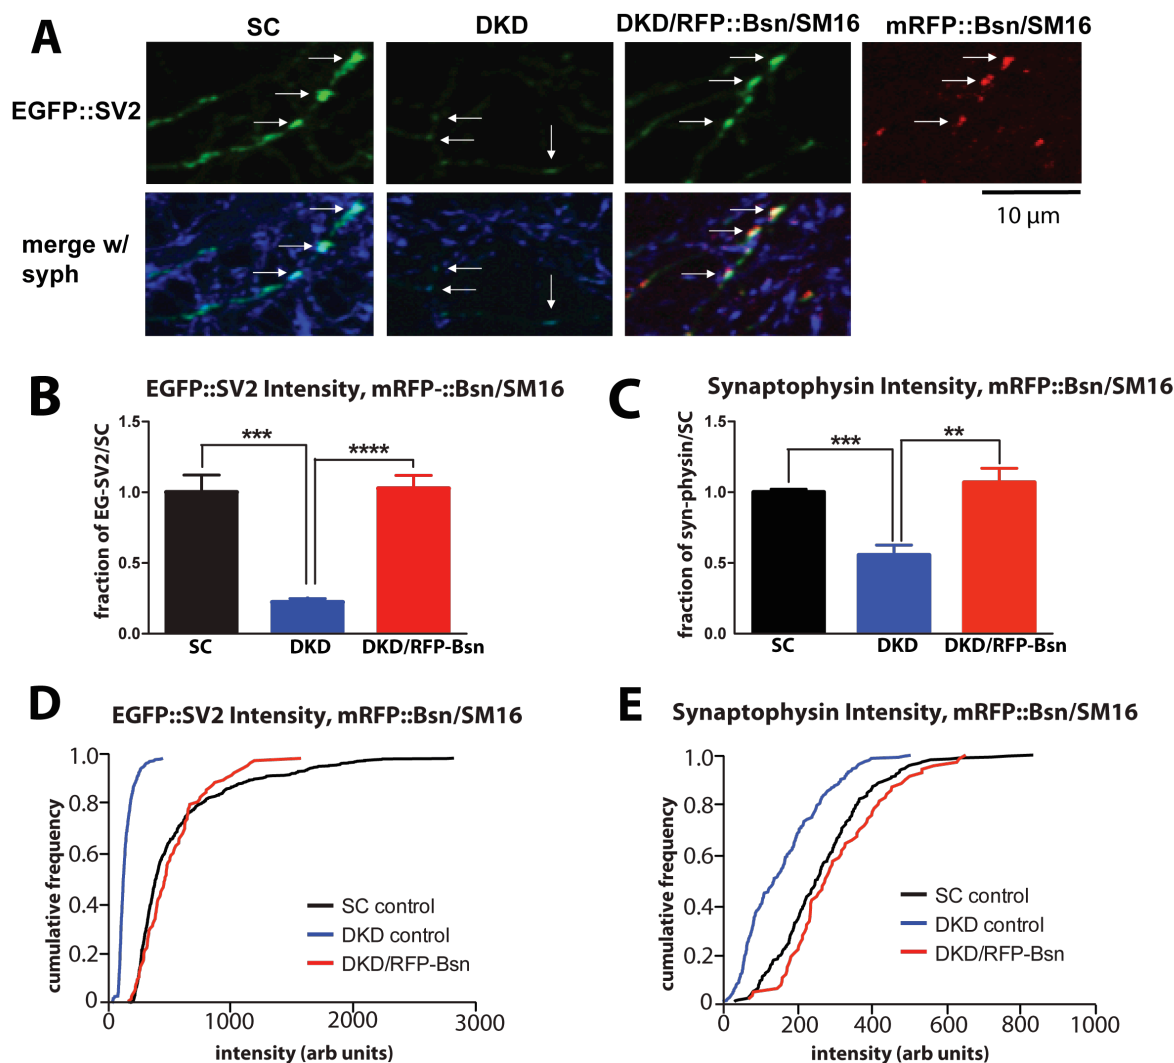 A
SC
DKD
DKD/RFP::Bsn/SM16
mRFP::Bsn/SM16
EGFP::SV2
merge w/
syph
10 µm
B
EGFP::SV2 Intensity, mRFP-::Bsn/SM16
fraction of EG-SV2/SC
1.5
1.0
0.5
0.0
***
****
SC
DKD
DKD/RFP-Bsn
C
Synaptophysin Intensity, mRFP::Bsn/SM16
fraction of syn-physin/SC
1.5
1.0
0.5
0.0
***
**
SC
DKD
DKD/RFP-Bsn
D
EGFP::SV2 Intensity, mRFP::Bsn/SM16
cumulative frequency
1.0
0.8
0.6
0.4
0.2
0
SC control
DKD control
DKD/RFP-Bsn
0
1000
2000
3000
intensity (arb units)
E
Synaptophysin Intensity, mRFP::Bsn/SM16
cumulative frequency
1.0
0.8
0.6
0.4
0.2
0
SC control
DKD control
DKD/RFP-Bsn
0
200
400
600
800
1000
intensity (arb units)